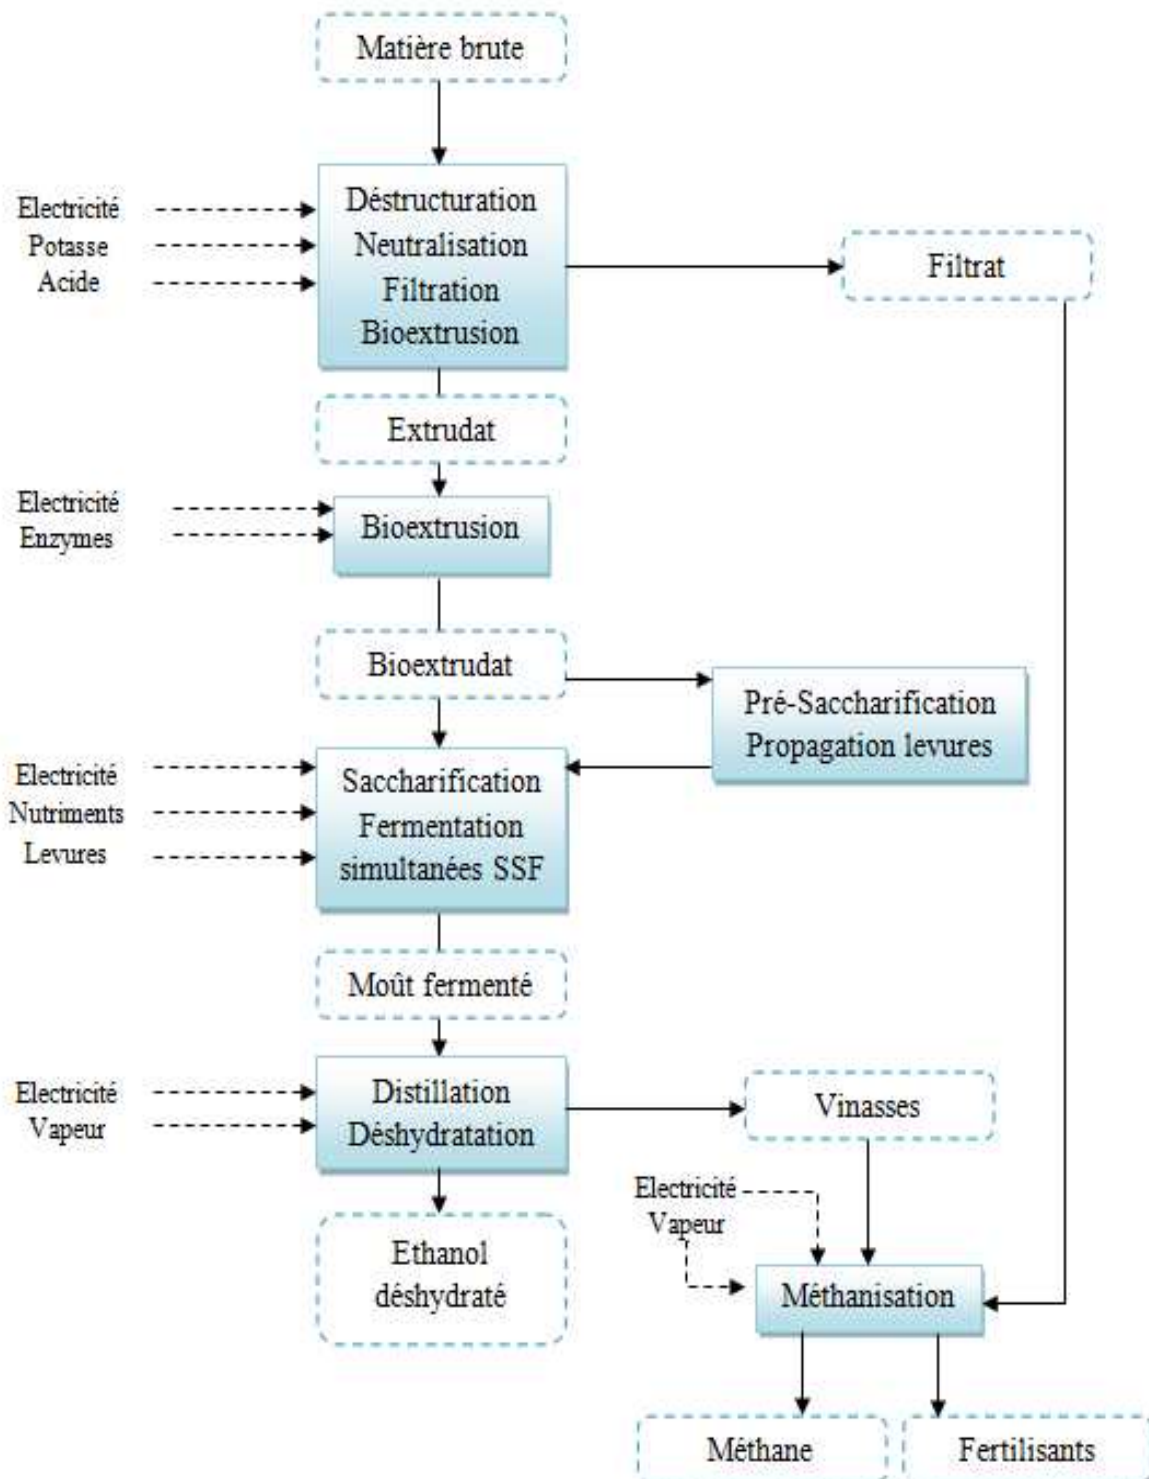 Matière brute
Electricité
Potasse
Acide
Déstructuration
Neutralisation
Filtration
Bioextrusion
Filtrat
Extrudat
Electricité
Enzymes
Bioextrusion
Bioextrudat
Pré-Saccharification
Propagation levures
Electricité
Nutriments
Levures
Saccharification
Fermentation
simultanées SSF
Moût fermenté
Electricité
Vapeur
Distillation
Déshydratation
Vinasses
Electricité
Vapeur
Ethanol
déshydraté
Méthanisation
Méthane
Fertilisants